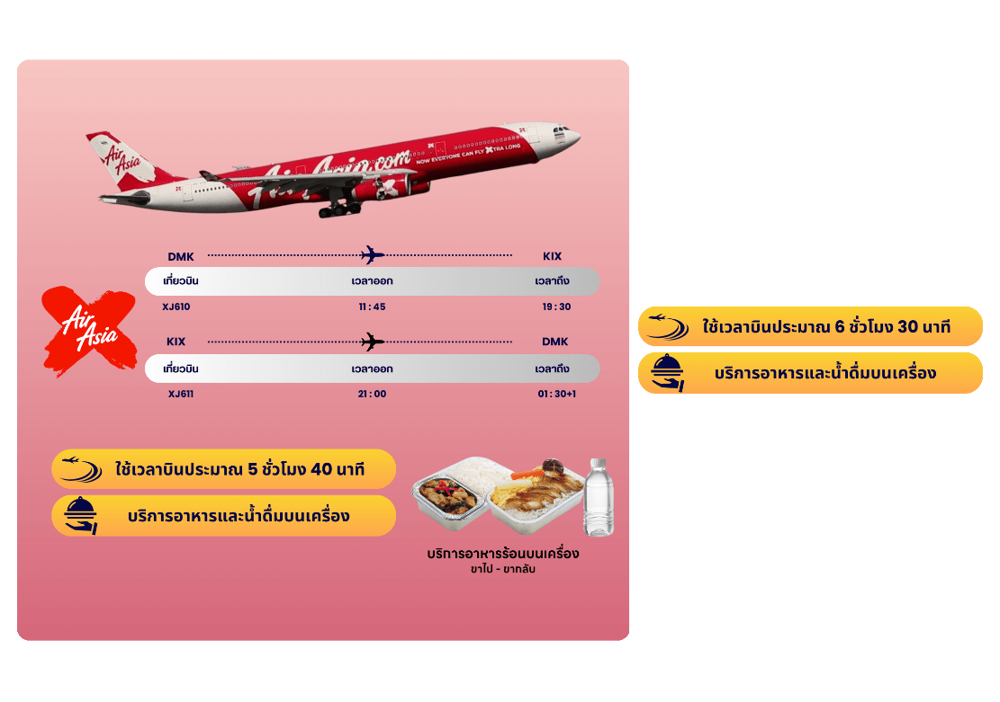 Air
Asia
AirAsia.com
NOW EVERYONE CAN FLY XTRA LONG
DMK KIX
เที่ยวบิน เวลาออก เวลาถึง
XJ610 11 : 45 19 : 30
Air
Asia
KIX DMK
เที่ยวบิน เวลาออก เวลาถึง
XJ611 21 : 00 01 : 30+1
ใช้เวลาบินประมาณ 6 ชั่วโมง 30 นาที
บริการอาหารและน้ำดื่มบนเครื่อง
ใช้เวลาบินประมาณ 5 ชั่วโมง 40 นาที
บริการอาหารและน้ำดื่มบนเครื่อง
บริการอาหารร้อนบนเครื่อง
ขาไป - ขากลับ